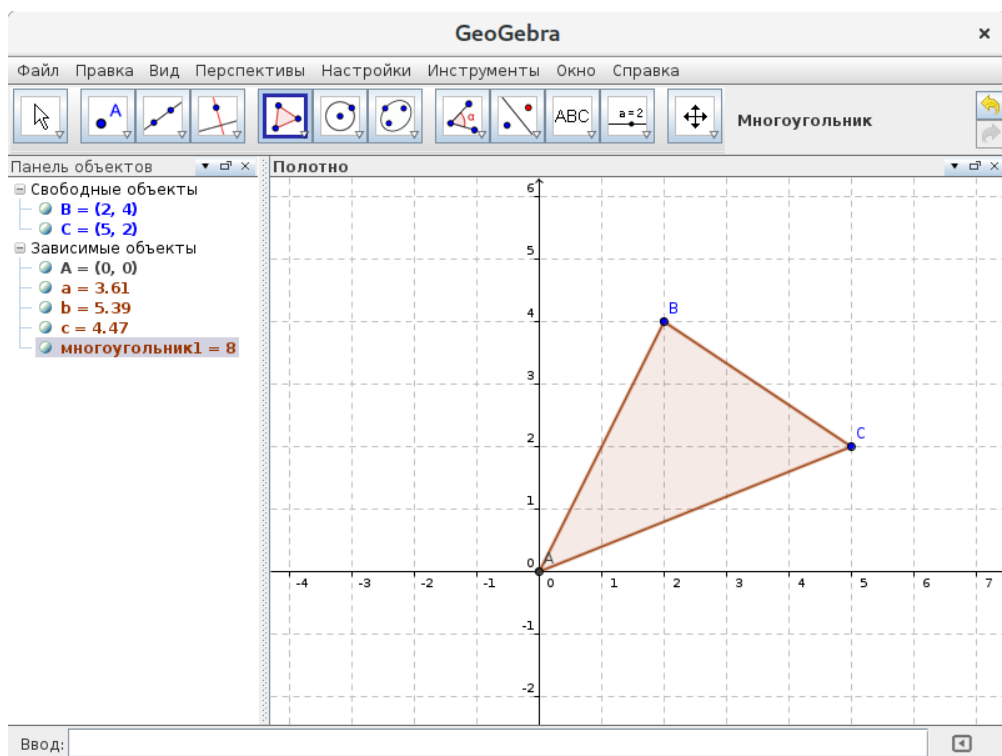 GeoGebra
Файл Правка Вид Перспективы Настройки Инструменты Окно Справка
A α ABC a=2 Многоугольник
Панель объектов
Полотно
Свободные объекты
B = (2, 4)
C = (5, 2)
Зависимые объекты
A = (0, 0)
a = 3.61
b = 5.39
c = 4.47
многоугольник1 = 8
6
5
4
3
2
1
0
-1
-2
-4 -3 -2 -1 0 1 2 3 4 5 6 7
B
C
A
Ввод: